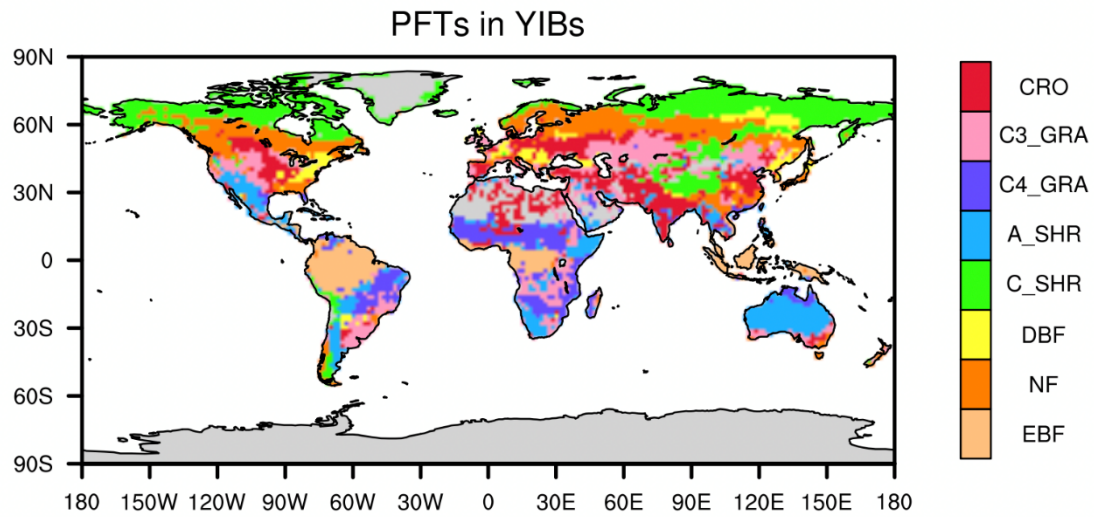 PFTs in YIBs
90N
60N
30N
0
30S
60S
90S
180 150W 120W 90W 60W 30W 0 30E 60E 90E 120E 150E 180
CRO
C3_GRA
C4_GRA
A_SHR
C_SHR
DBF
NF
EBF